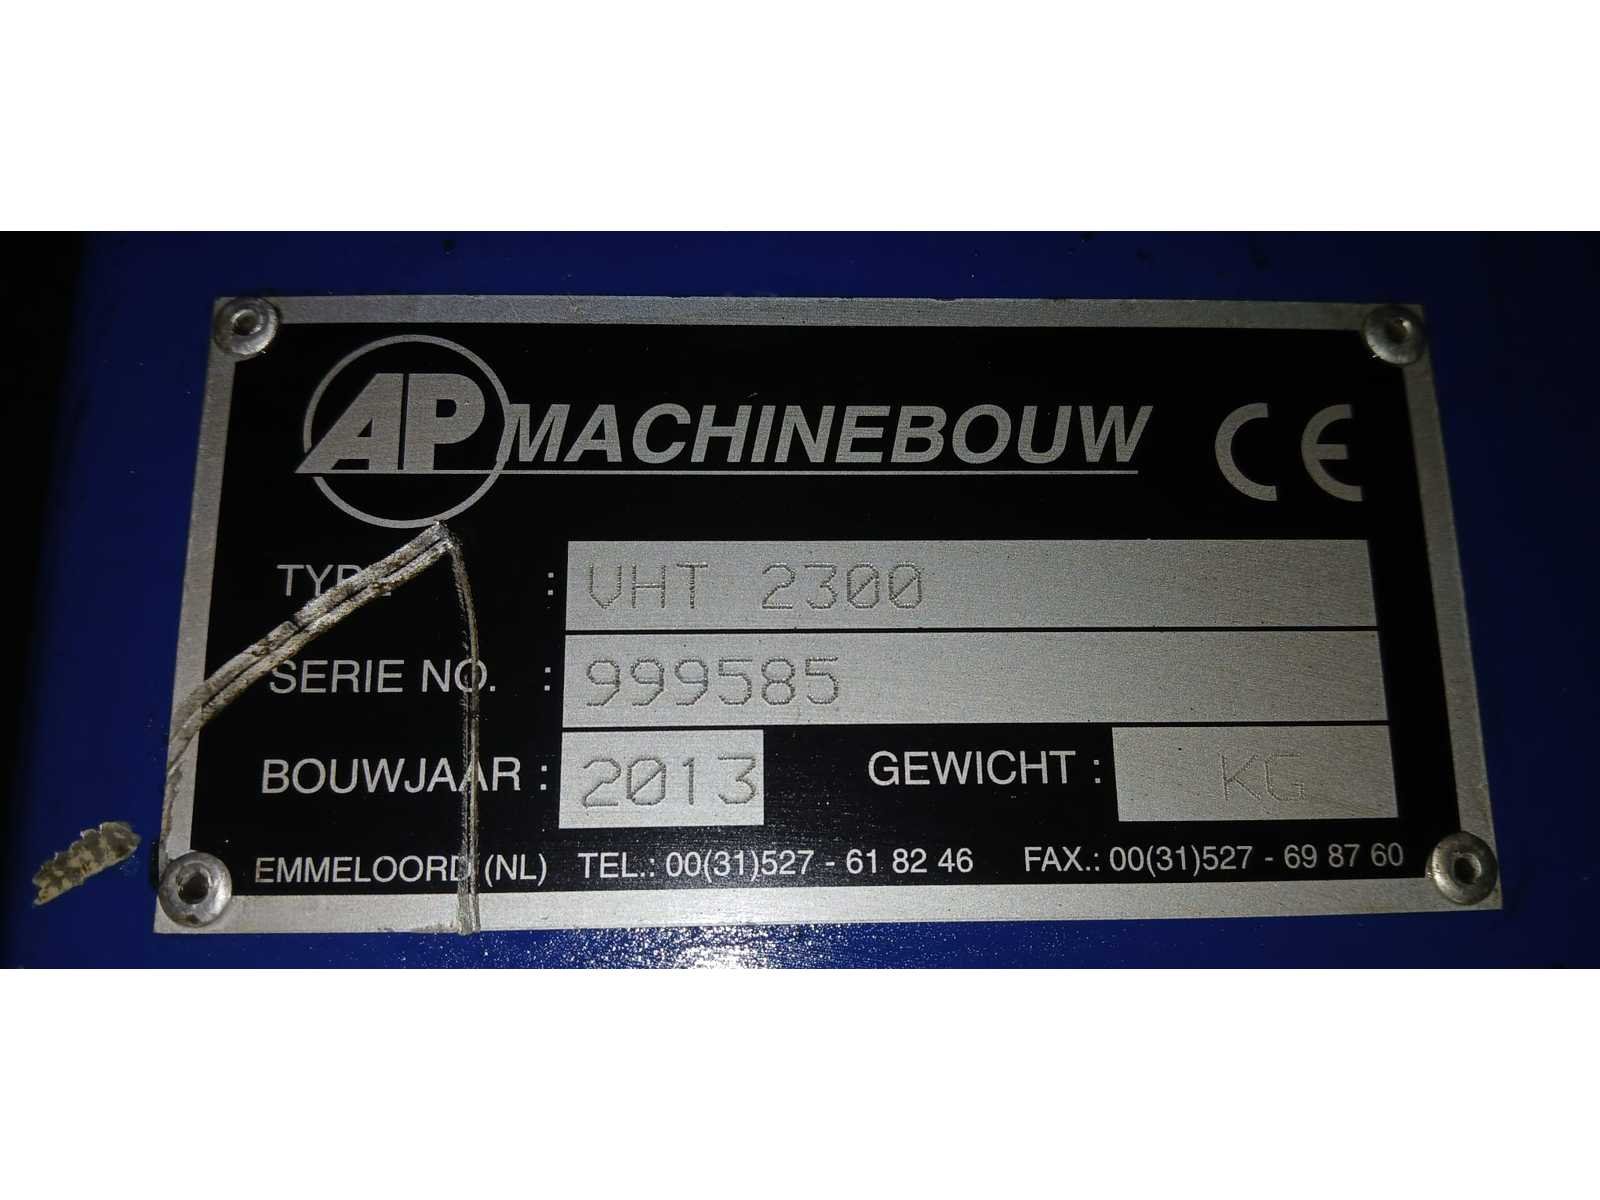 AP MACHINEBOUW CE
TYPE : VHT 2300
SERIE NO. : 999585
BOUWJAAR : 2013 GEWICHT : KG
EMMELOORD (NL) TEL.: 00(31)527 - 61 82 46 FAX.: 00(31)527 - 69 87 60